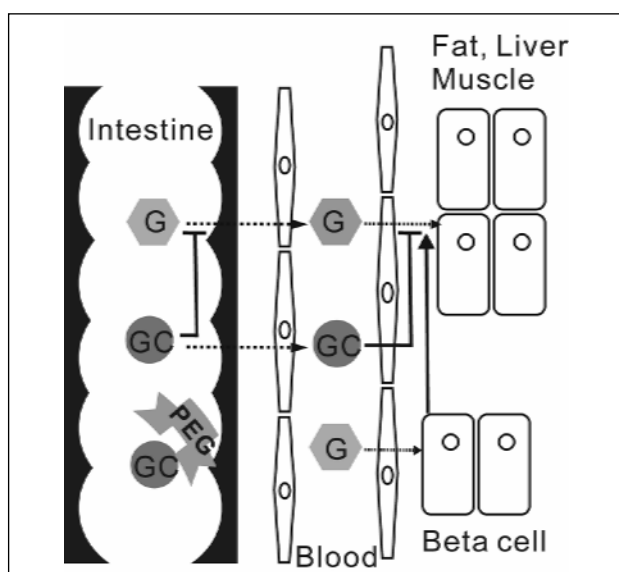 Fat, Liver
Muscle
Intestine
G
G
GC
GC
PEG
GC
G
Beta cell
Blood